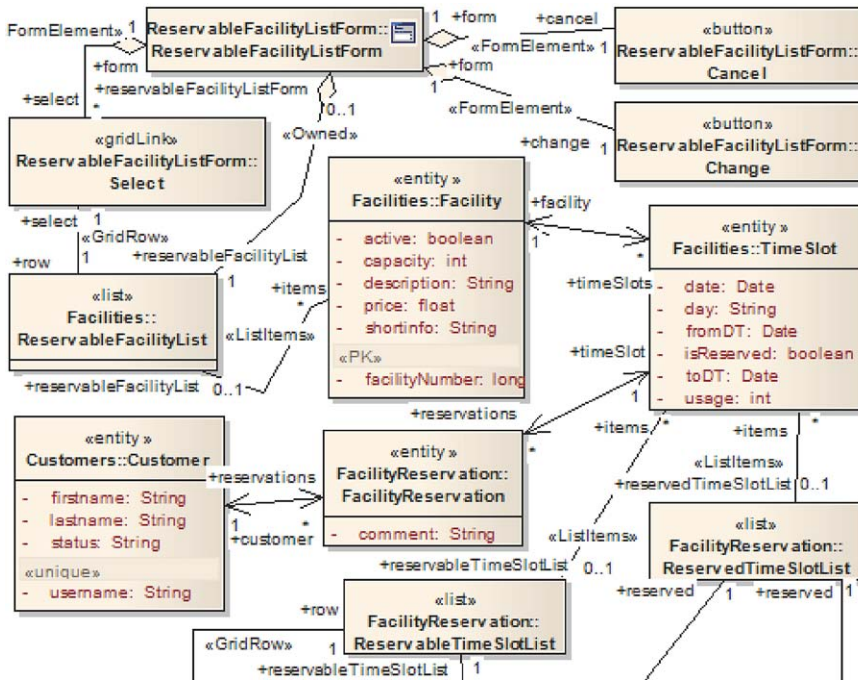 FormElement» 1
+form
+select
*
ReservableFacilityListForm::
ReservableFacilityListForm
1 +form
+cancel
«FormElement» 1
«button»
ReservableFacilityListForm::
Cancel
+form
1
«FormElement»
+change 1
«button»
ReservableFacilityListForm::
Change
+reservableFacilityListForm
0..1
«Owned»
«gridLink»
ReservableFacilityListForm::
Select
+select 1
«GridRow»
+row 1
+reservableFacilityList
1
«list»
Facilities::
ReservableFacilityList
+items
*
«ListItems»
+reservableFacilityList 0..1
«entity »
Facilities::Facility
- active: boolean
- capacity: int
- description: String
- price: float
- shortinfo: String
«PK»
- facilityNumber: long
+facility
1
*
+timeSlots
«entity »
Facilities::TimeSlot
- date: Date
- day: String
- fromDT: Date
- isReserved: boolean
- toDT: Date
- usage: int
+timeSlot
1
+reservations
*
«entity »
Customers::Customer
- firstname: String
- lastname: String
- status: String
«unique»
- username: String
+reservations
1 *
+customer
«entity »
FacilityReservation::
FacilityReservation
- comment: String
+items *
«ListItems»
+reservableTimeSlotList 0..1
*
+items
«ListItems»
+reservedTimeSlotList 0..1
«list»
FacilityReservation::
ReservedTimeSlotList
+reserved 1 +reserved 1
«list»
FacilityReservation::
ReservableTimeSlotList
+row
«GridRow» 1
+reservableTimeSlotList 1